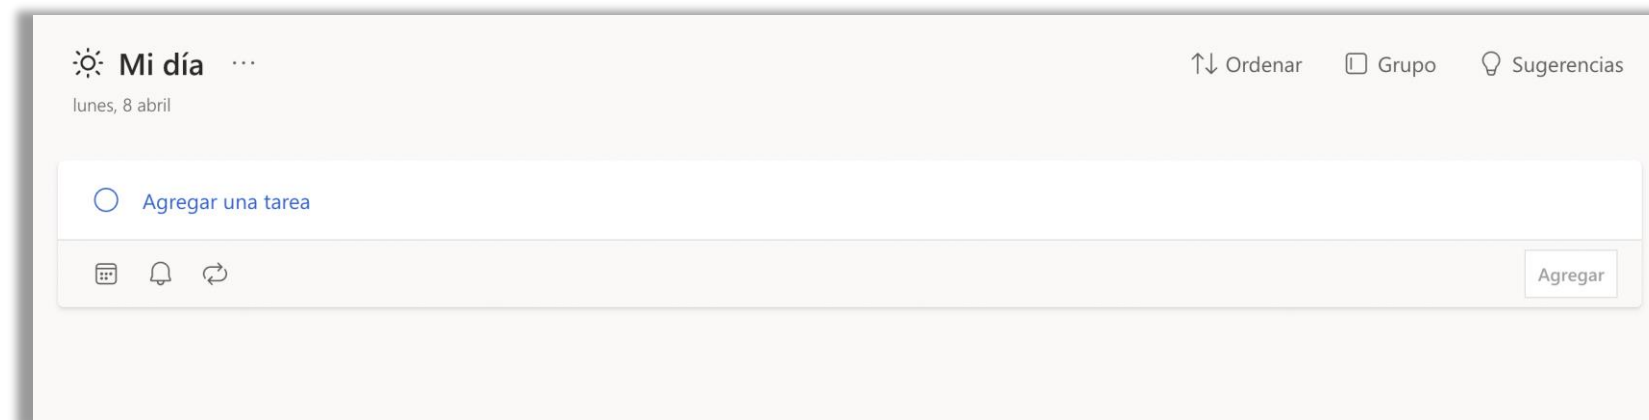 Mi día ...
Ordenar
Grupo
Sugerencias
lunes, 8 abril
Agregar una tarea
Agregar